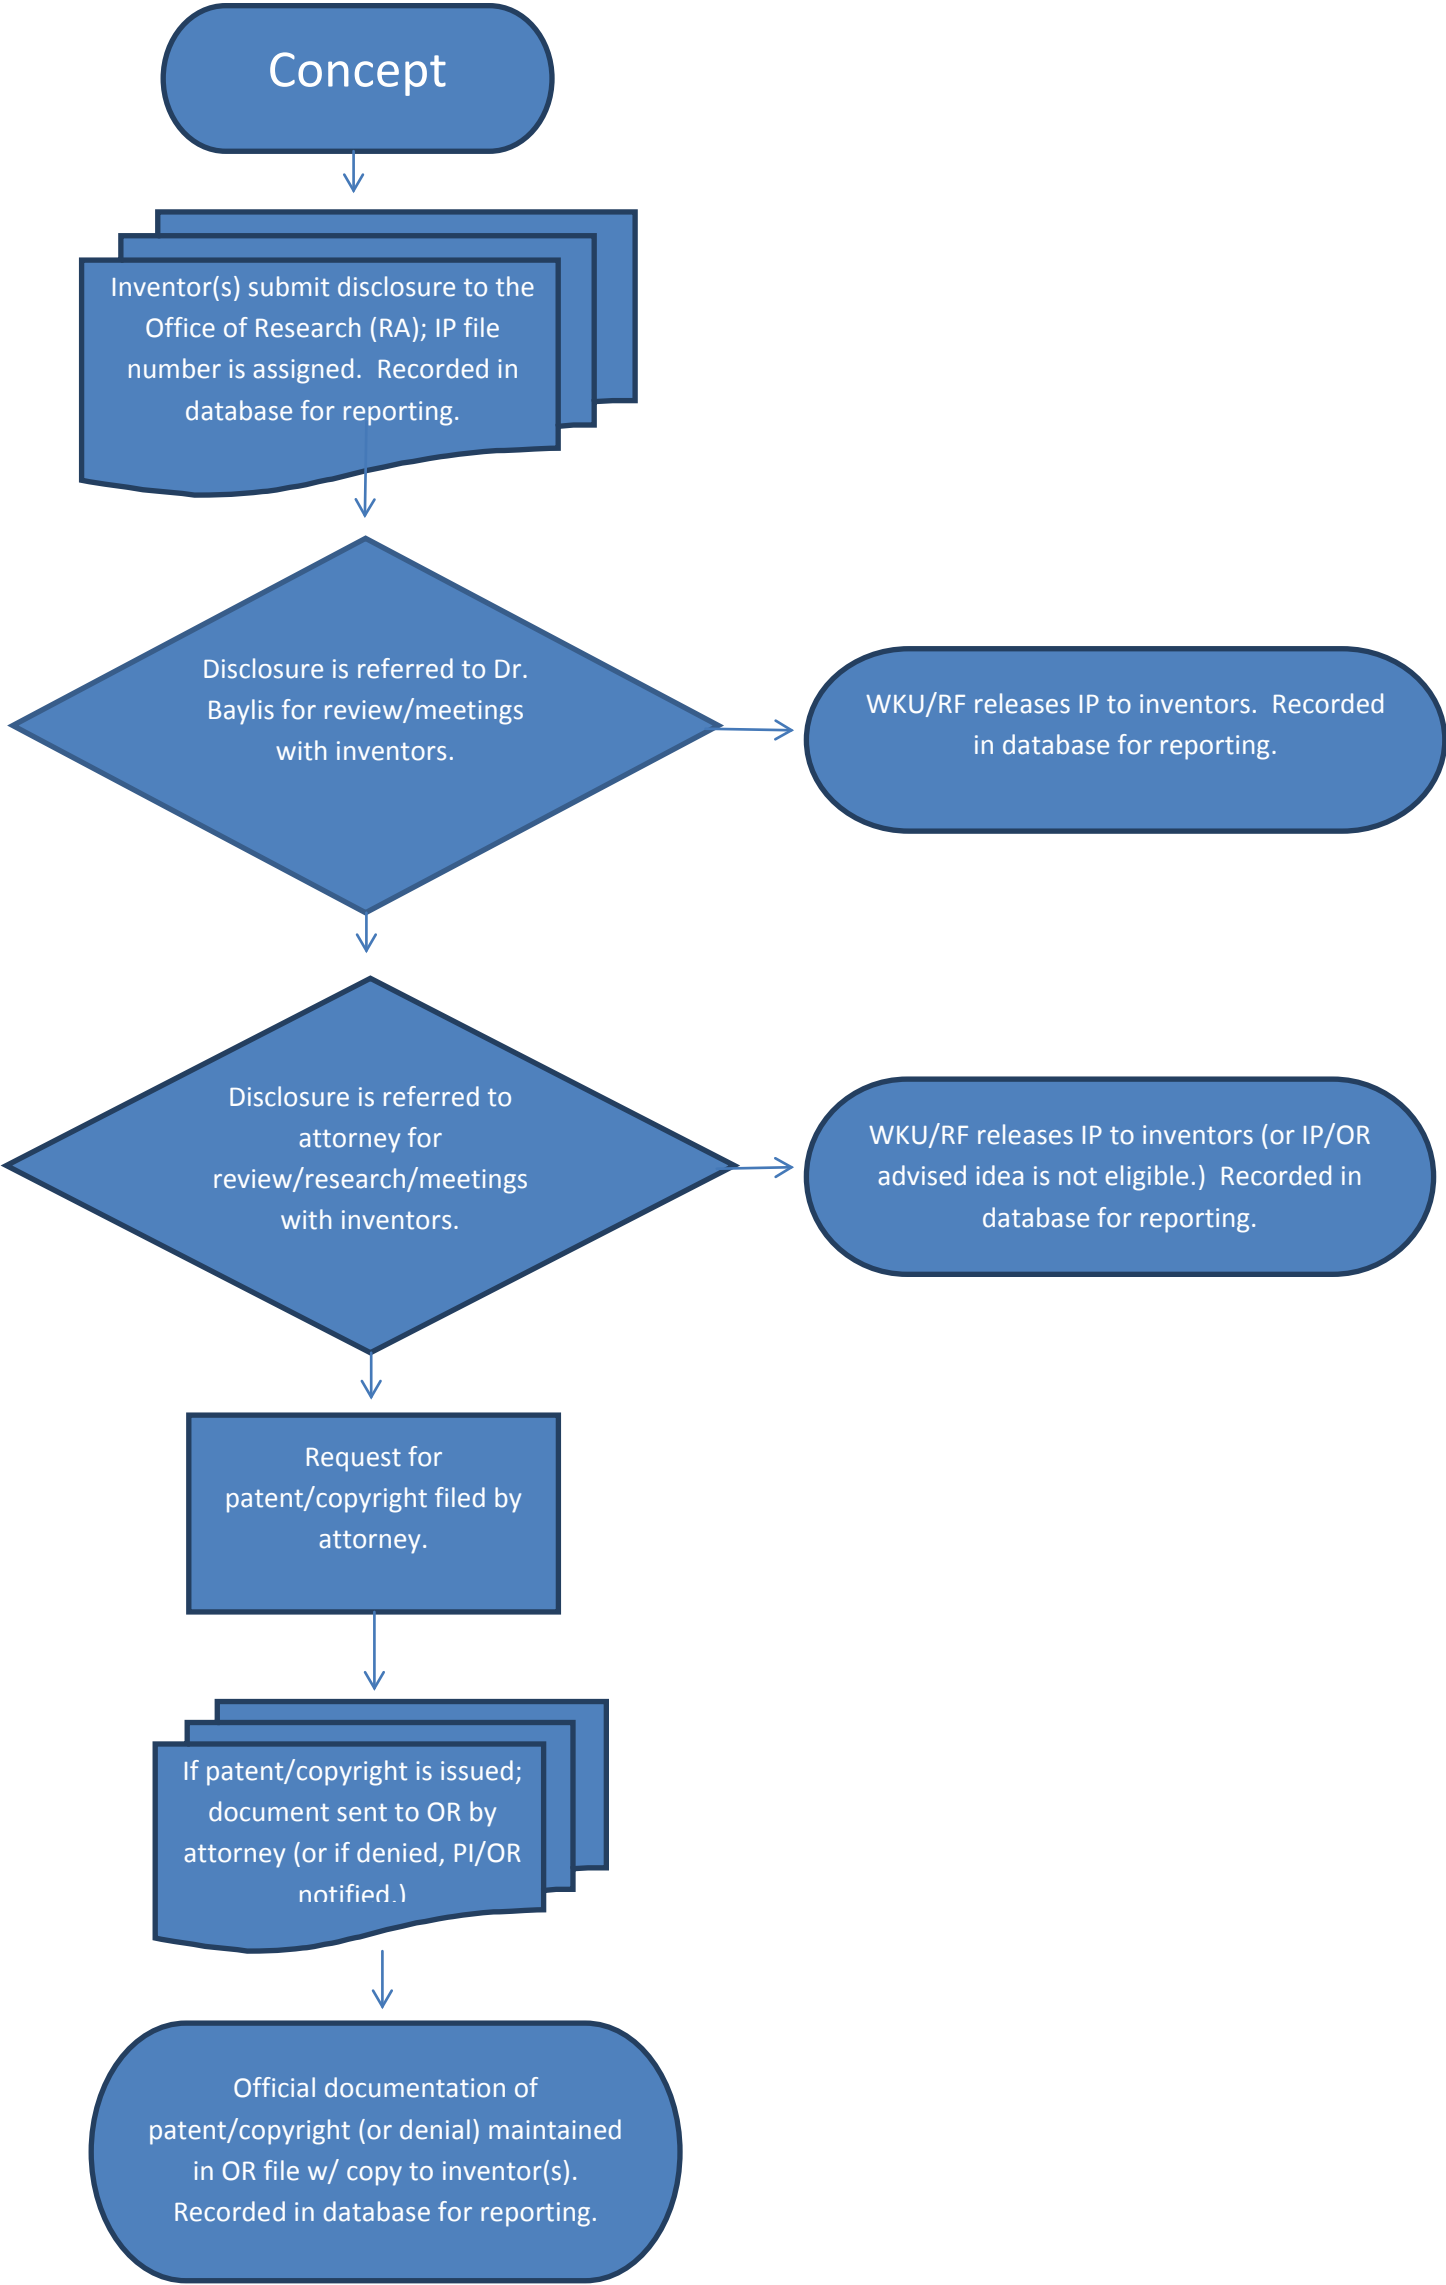 Concept
Inventor(s) submit disclosure to the
Office of Research (RA); IP file
number is assigned.  Recorded in
database for reporting.
Disclosure is referred to Dr.
Baylis for review/meetings
with inventors.
WKU/RF releases IP to inventors.  Recorded
in database for reporting.
Disclosure is referred to
attorney for
review/research/meetings
with inventors.
WKU/RF releases IP to inventors (or IP/OR
advised idea is not eligible.)  Recorded in
database for reporting.
Request for
patent/copyright filed by
attorney.
If patent/copyright is issued;
document sent to OR by
attorney (or if denied, PI/OR
notified.)
Official documentation of
patent/copyright (or denial) maintained
in OR file w/ copy to inventor(s).
Recorded in database for reporting.